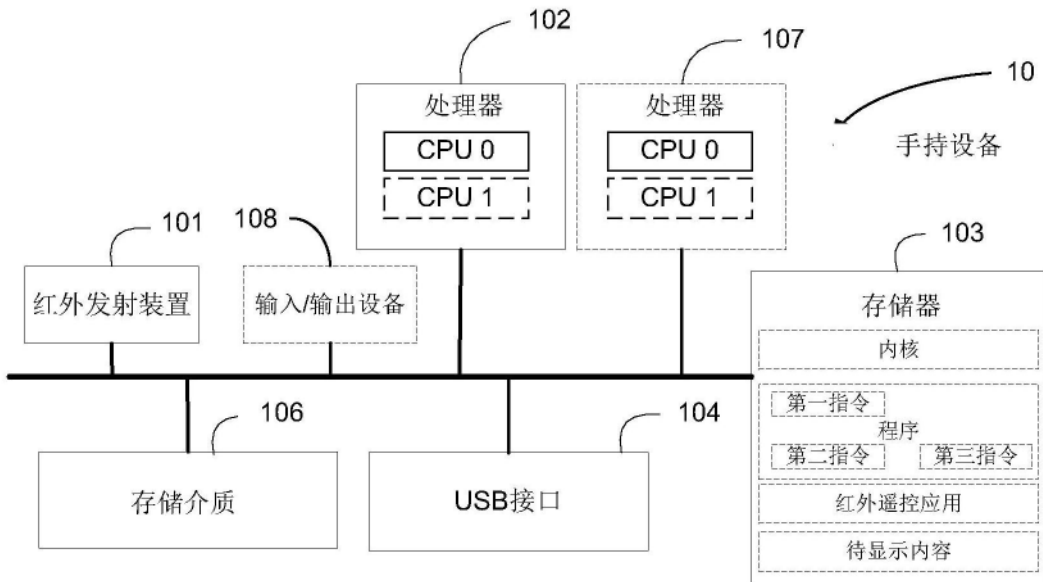 102
107
10
处理器
CPU 0
CPU 1
处理器
CPU 0
CPU 1
手持设备
101
108
103
红外发射装置
输入/输出设备
存储器
内核
第一指令
程序
第二指令
第三指令
红外遥控应用
待显示内容
106
104
存储介质
USB接口